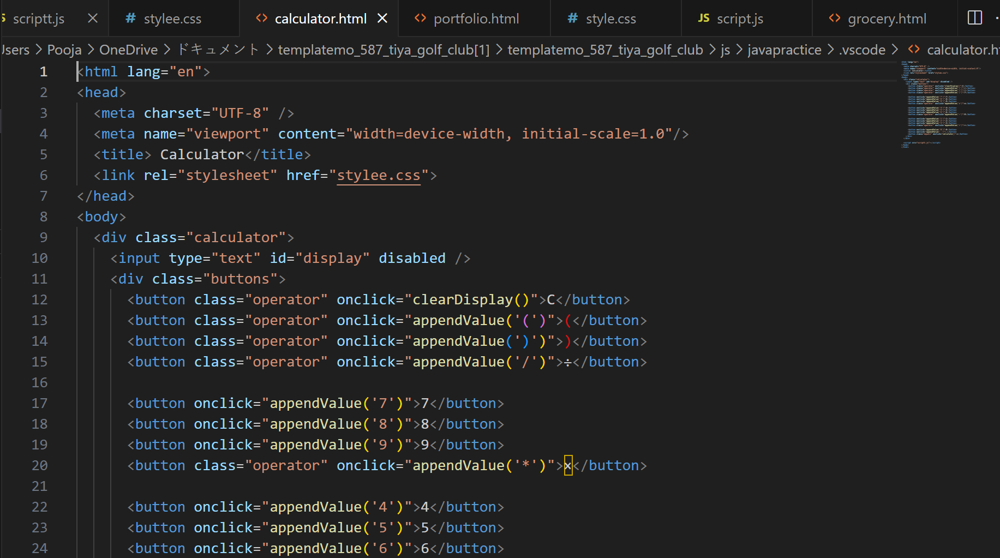 scriptt.js
# stylee.css
<> calculator.html
<> portfolio.html
# style.css
JS script.js
<> grocery.html
Pooja > OneDrive > ドキュメント > templatemo_587_tiya_golf_club[1] > templatemo_587_tiya_golf_club > js > javapractice > .vscode > <>
1 <html lang="en">
2 <head>
3 <meta charset="UTF-8" />
4 <meta name="viewport" content="width=device-width, initial-scale=1.0"/>
5 <title> Calculator</title>
6 <link rel="stylesheet" href="stylee.css">
7 </head>
8 <body>
9 <div class="calculator">
10 <input type="text" id="display" disabled />
11 <div class="buttons">
12 <button class="operator" onclick="clearDisplay()">C</button>
13 <button class="operator" onclick="appendValue('(')">(</button>
14 <button class="operator" onclick="appendValue(')')">)</button>
15 <button class="operator" onclick="appendValue('/')">÷</button>
16
17 <button onclick="appendValue('7')">7</button>
18 <button onclick="appendValue('8')">8</button>
19 <button onclick="appendValue('9')">9</button>
20 <button class="operator" onclick="appendValue('*')">×</button>
21
22 <button onclick="appendValue('4')">4</button>
23 <button onclick="appendValue('5')">5</button>
24 <button onclick="appendValue('6')">6</button>